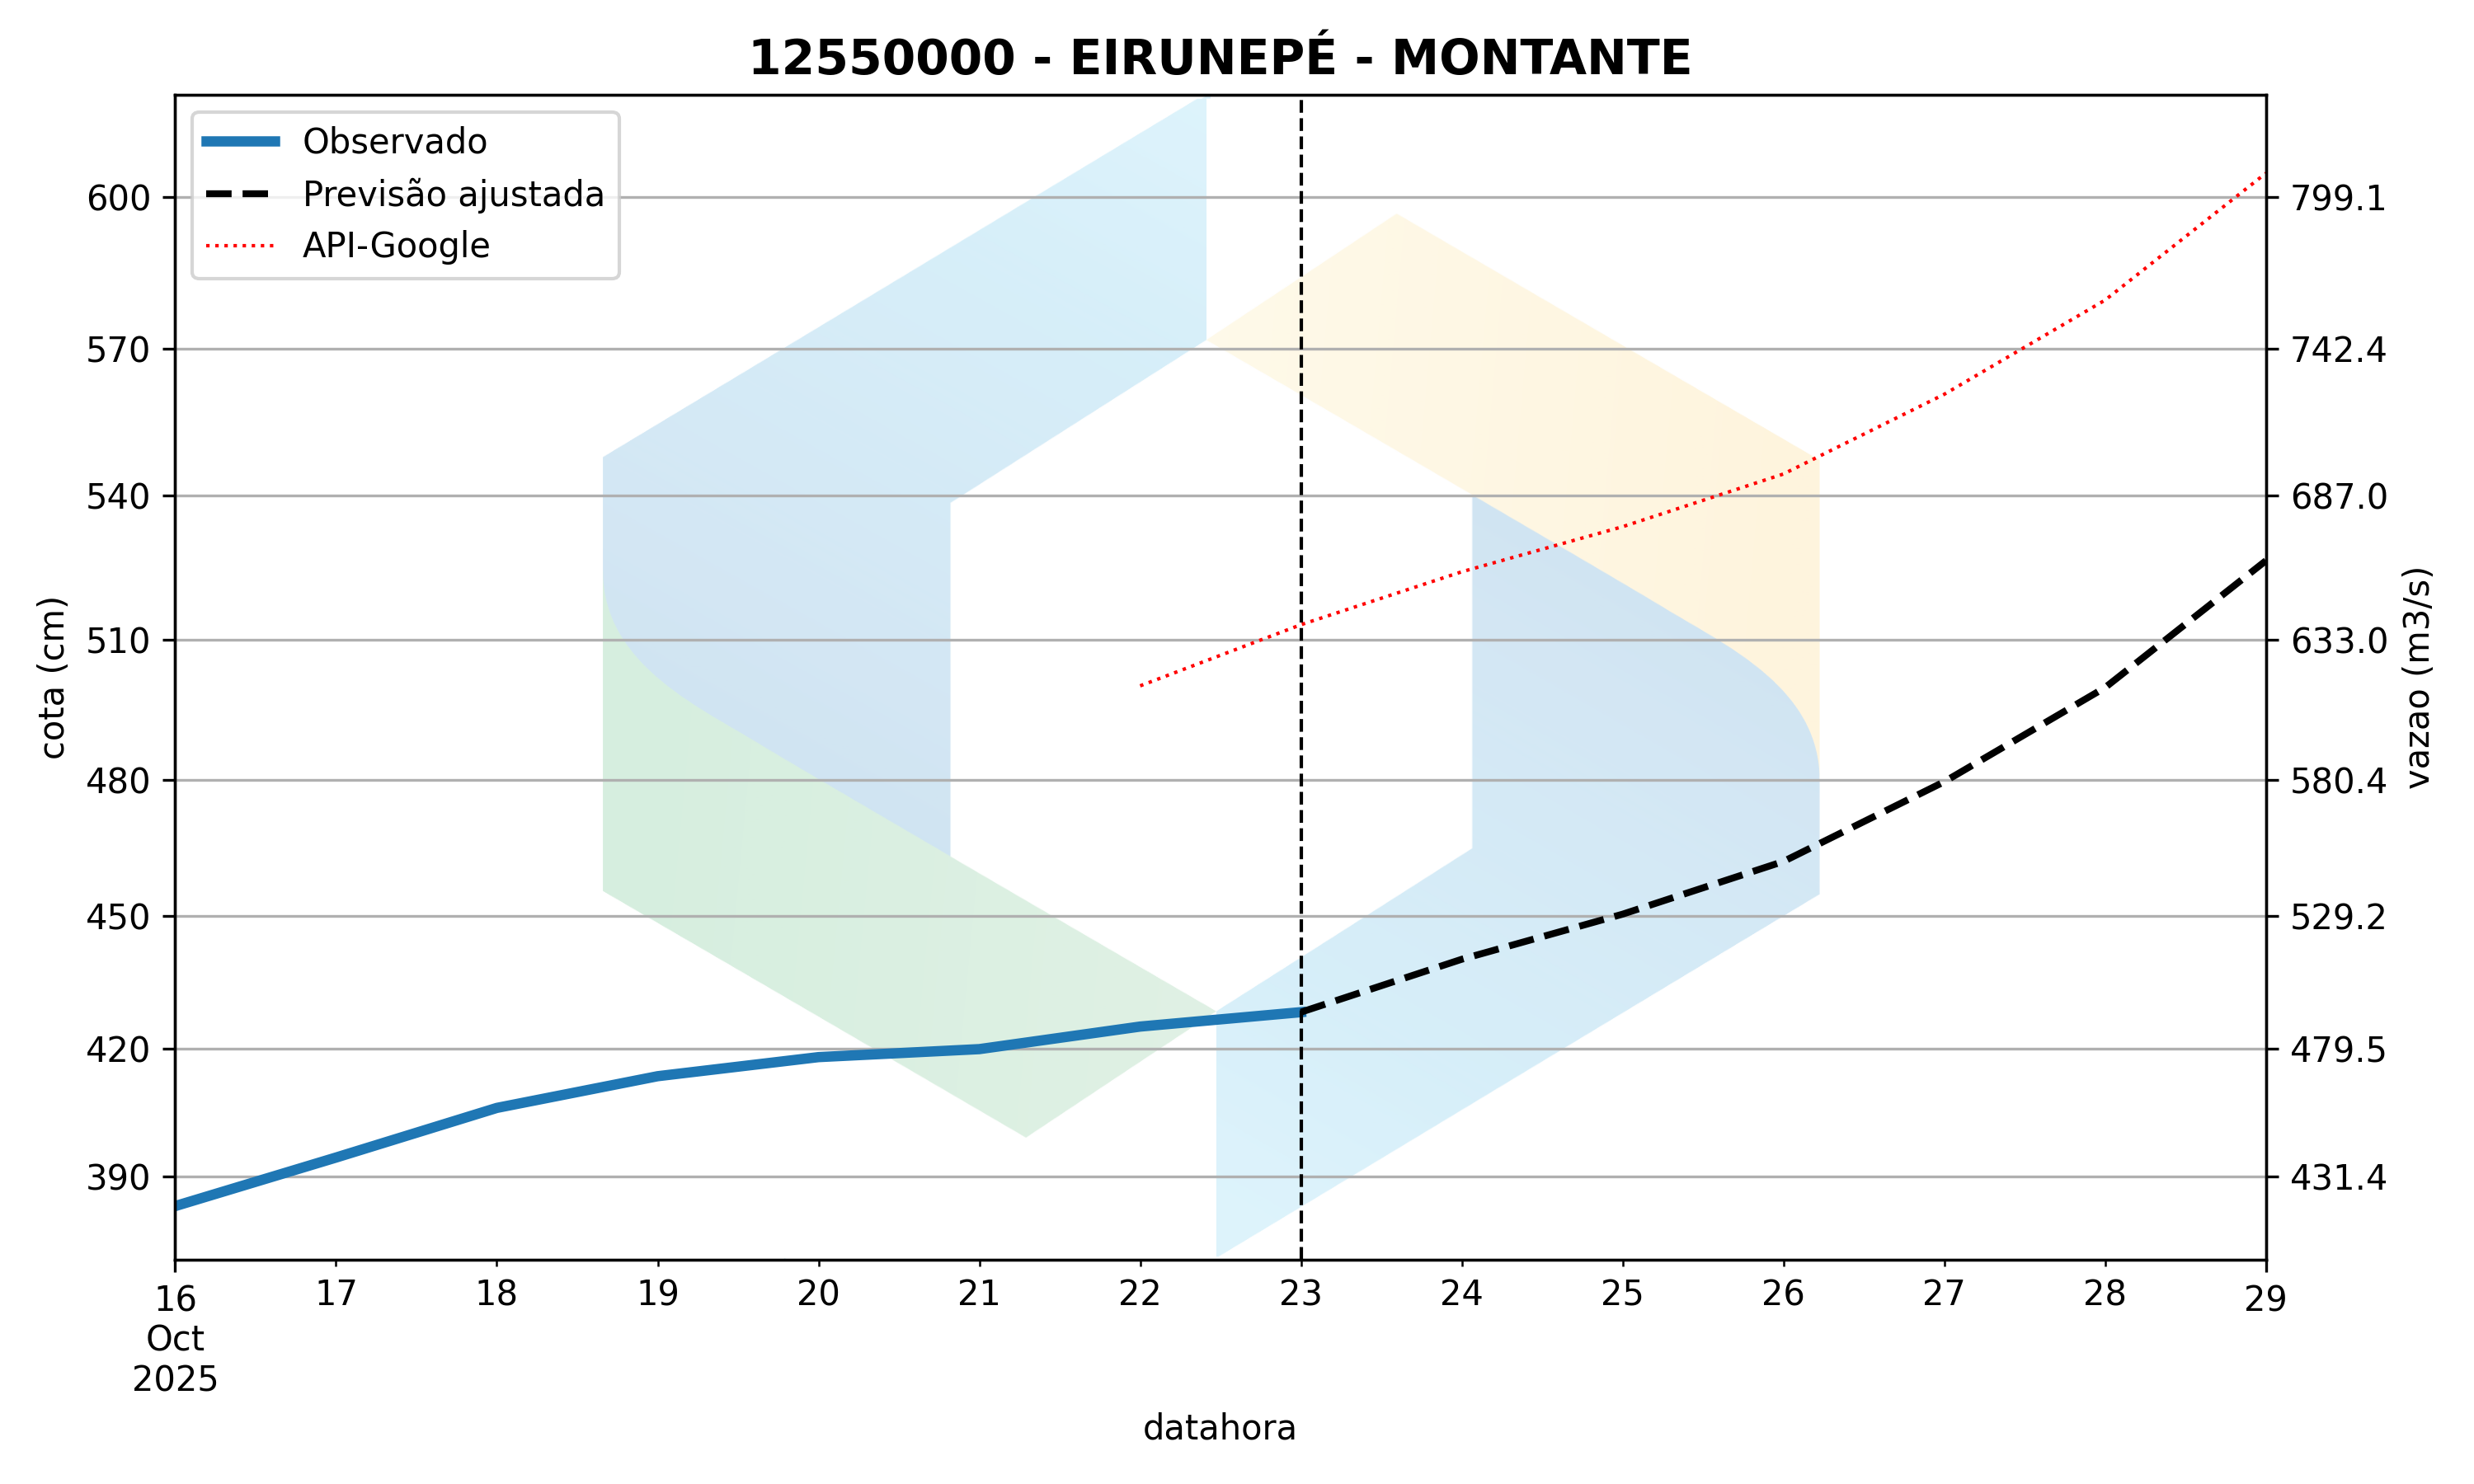 12550000 - EIRUNEPÉ - MONTANTE
Observado
Previsão ajustada
API-Google
600
570
540
510
480
450
420
390
cota (cm)
799.1
742.4
687.0
633.0
580.4
529.2
479.5
431.4
vazao (m3/s)
16 17 18 19 20 21 22 23 24 25 26 27 28 29
Oct
2025
datahora